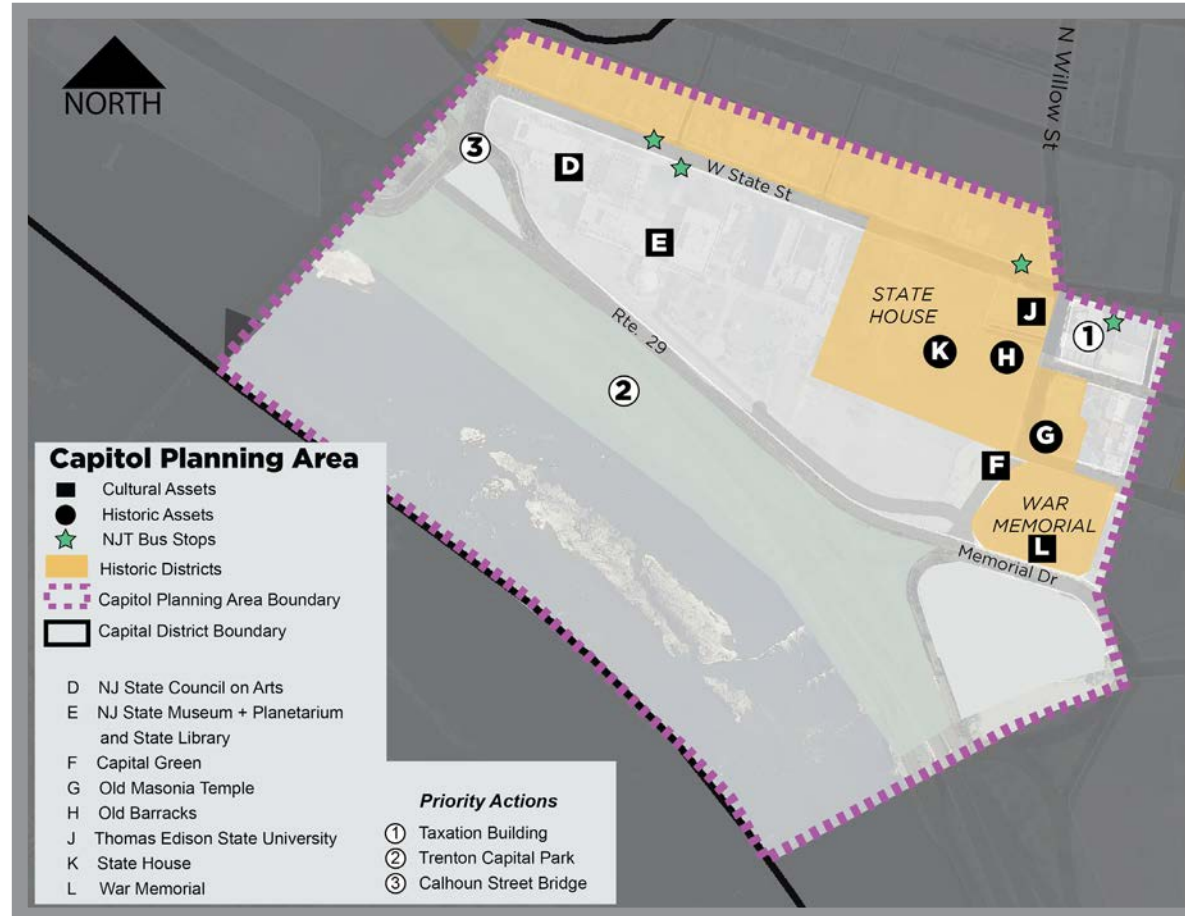 NORTH
N Willow St
3
D
W State St
E
STATE
HOUSE
J
1
K
H
Rte. 29
2
G
F
WAR
MEMORIAL
L
Memorial Dr
Capitol Planning Area
Cultural Assets
Historic Assets
NJT Bus Stops
Historic Districts
Capitol Planning Area Boundary
Capital District Boundary
D NJ State Council on Arts
E NJ State Museum + Planetarium
and State Library
F Capital Green
G Old Masonia Temple
H Old Barracks
J Thomas Edison State University
K State House
L War Memorial
Priority Actions
1 Taxation Building
2 Trenton Capital Park
3 Calhoun Street Bridge